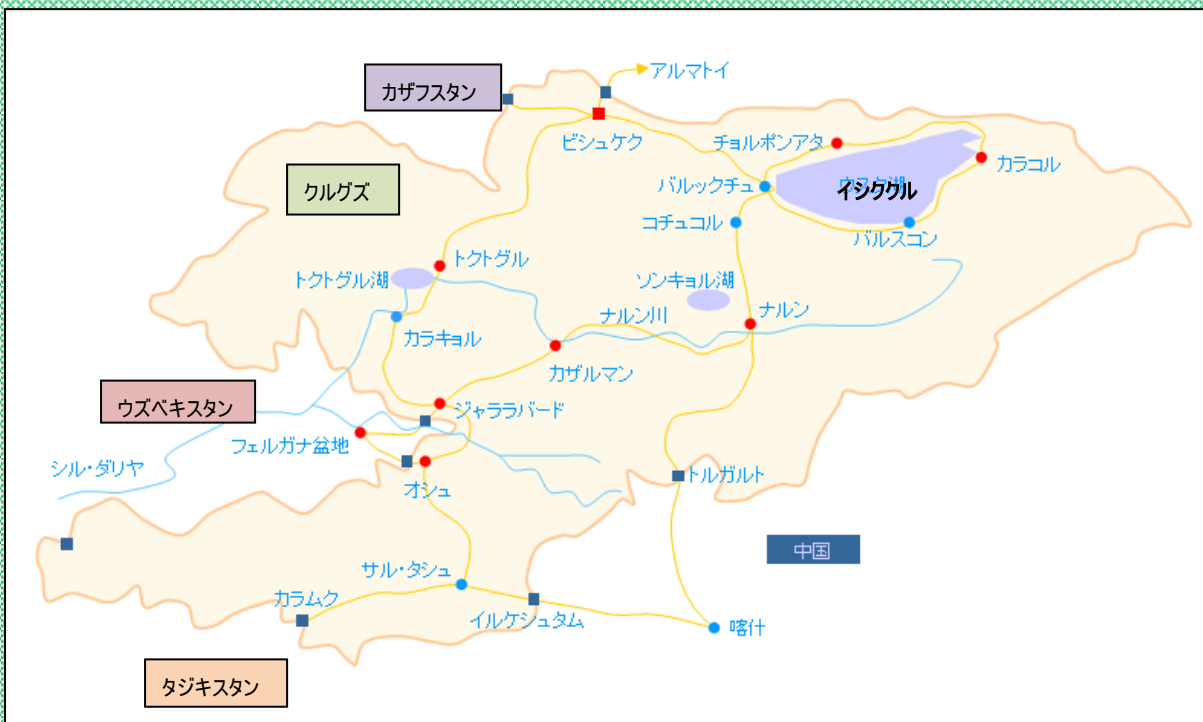 アルマトイ
カザフスタン
ビシュケク
チョルポンアタ
カラコル
クルグズ
バルックチュ
イシククル
コチュコル
バルスコン
トクトグル
トクトグル湖
ソンキョル湖
ナルン川
ナルン
カラキョル
カザルマン
ウズベキスタン
ジャララバード
フェルガナ盆地
シル・ダリヤ
オシュ
トルガルト
中国
サル・タシュ
カラムク
イルケシュタム
喀什
タジキスタン